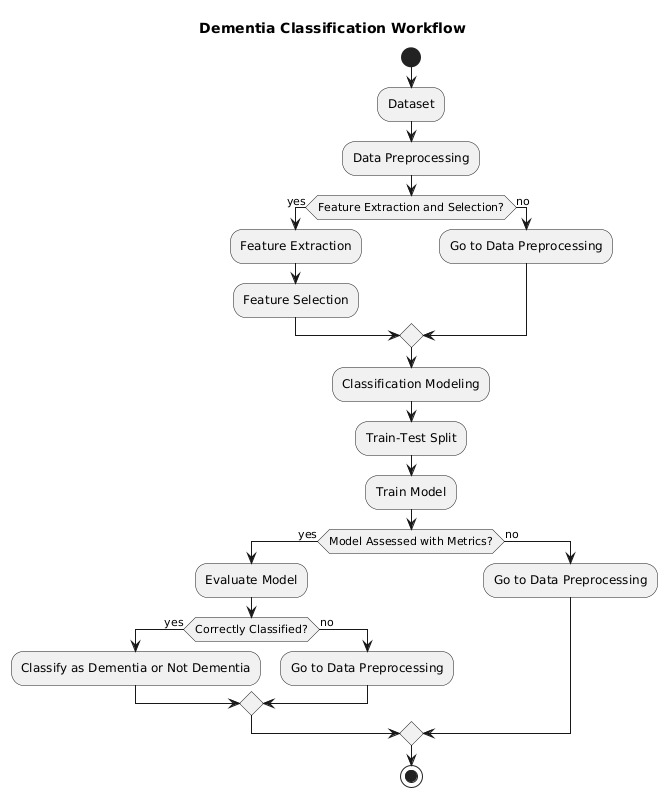 Dementia Classification Workflow
Dataset
Data Preprocessing
yes
Feature Extraction and Selection?
no
Feature Extraction
Go to Data Preprocessing
Feature Selection
Classification Modeling
Train-Test Split
Train Model
yes
Model Assessed with Metrics?
no
Evaluate Model
Go to Data Preprocessing
yes
Correctly Classified?
no
Classify as Dementia or Not Dementia
Go to Data Preprocessing